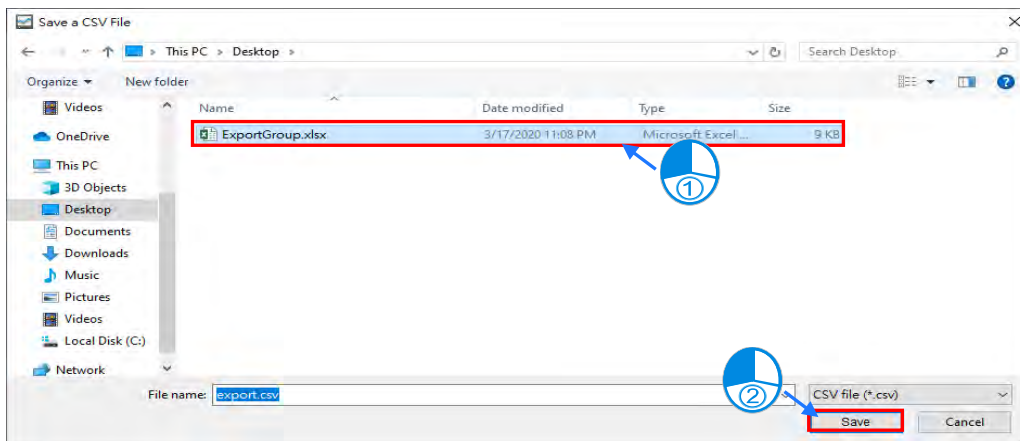 Save a CSV File
This PC > Desktop >
Search Desktop
Organize
New folder
Videos
Name
Date modified
Type
Size
OneDrive
ExportGroup.xlsx
3/17/2020 11:08 PM
Microsoft Excel ...
9 KB
This PC
3D Objects
①
Desktop
Documents
Downloads
Music
Pictures
Videos
Local Disk (C:)
Network
File name:
export.csv
②
CSV file (*.csv)
Save
Cancel